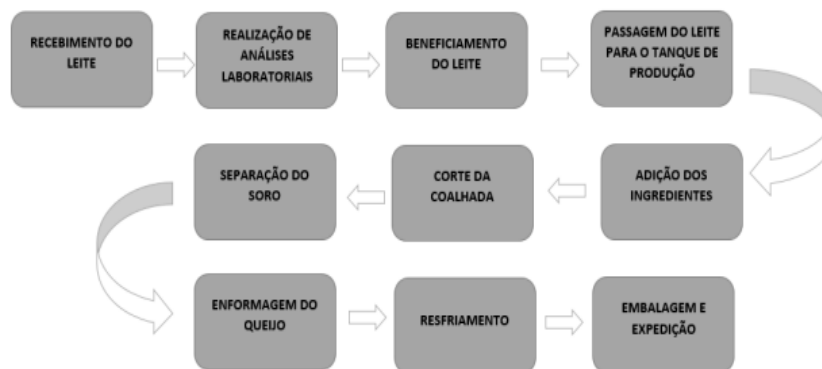 RECEBIMENTO DO
LEITE
REALIZAÇÃO DE
ANÁLISES
LABORATORIAIS
BENEFICIAMENTO
DO LEITE
PASSAGEM DO LEITE
PARA O TANQUE DE
PRODUÇÃO
ADIÇÃO DOS
INGREDIENTES
CORTE DA
COALHADA
SEPARAÇÃO DO
SORO
ENFORMAGEM DO
QUEIJO
RESFRIAMENTO
EMBALAGEM E
EXPEDIÇÃO